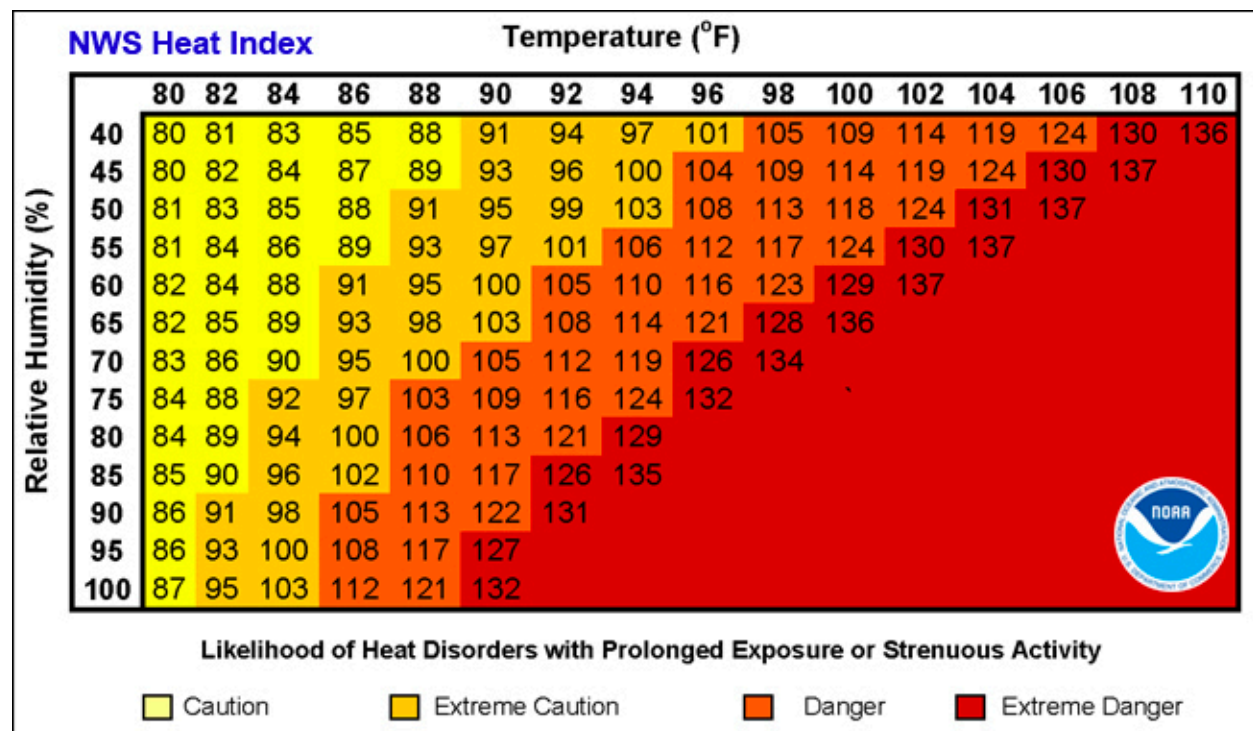 NWS Heat Index
Temperature (°F)
80 82 84 86 88 90 92 94 96 98 100 102 104 106 108 110
Relative Humidity (%)
40 80 81 83 85 88 91 94 97 101 105 109 114 119 124 130 136
45 80 82 84 87 89 93 96 100 104 109 114 119 124 130 137
50 81 83 85 88 91 95 99 103 108 113 118 124 131 137
55 81 84 86 89 93 97 101 106 112 117 124 130 137
60 82 84 88 91 95 100 105 110 116 123 129 137
65 82 85 89 93 98 103 108 114 121 128 136
70 83 86 90 95 100 105 112 119 126 134
75 84 88 92 97 103 109 116 124 132
80 84 89 94 100 106 113 121 129
85 85 90 96 102 110 117 126 135
90 86 91 98 105 113 122 131
95 86 93 100 108 117 127
100 87 95 103 112 121 132
NATIONAL OCEANIC AND ATMOSPHERIC ADMINISTRATION
NOAA
U.S. DEPARTMENT OF COMMERCE
Likelihood of Heat Disorders with Prolonged Exposure or Strenuous Activity
Caution
Extreme Caution
Danger
Extreme Danger